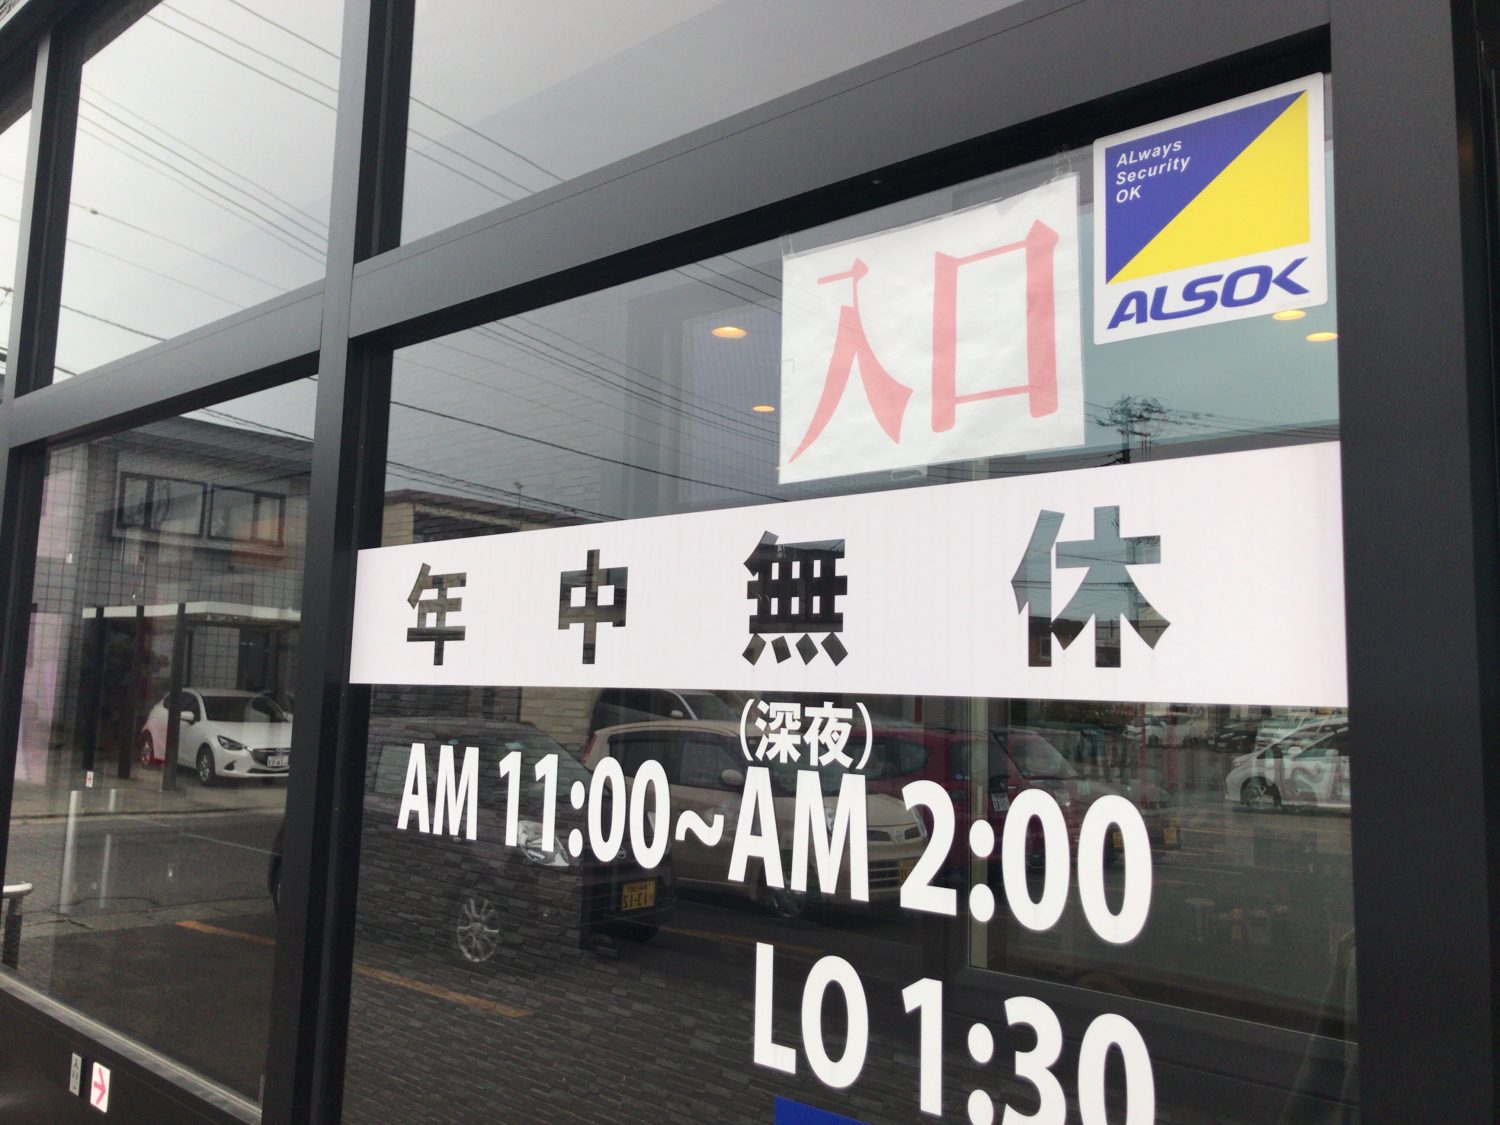 ALways
Security
OK
ALSOK
入口
年中無休
(深夜)
AM 11:00~AM 2:00
LO 1:30